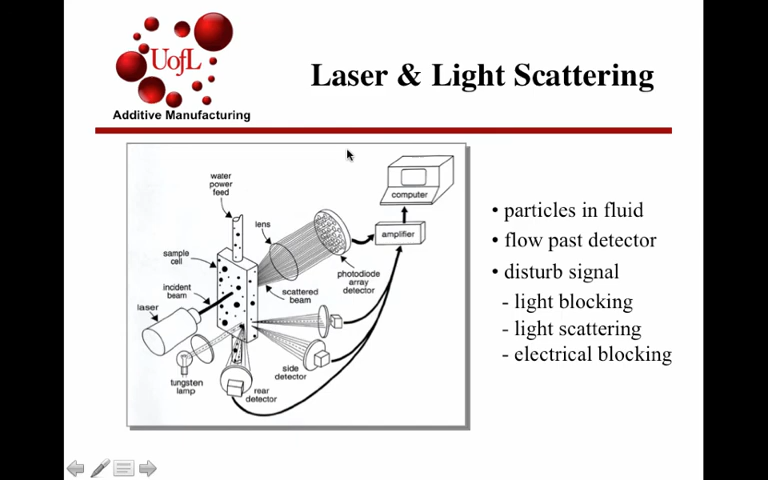 UofL
Additive Manufacturing
Laser & Light Scattering
water
power
feed
lens
computer
amplifier
sample
cell
photodiode
array
detector
incident
beam
scattered
beam
laser
side
detector
tungsten
lamp
rear
detector
• particles in fluid
• flow past detector
• disturb signal
- light blocking
- light scattering
- electrical blocking